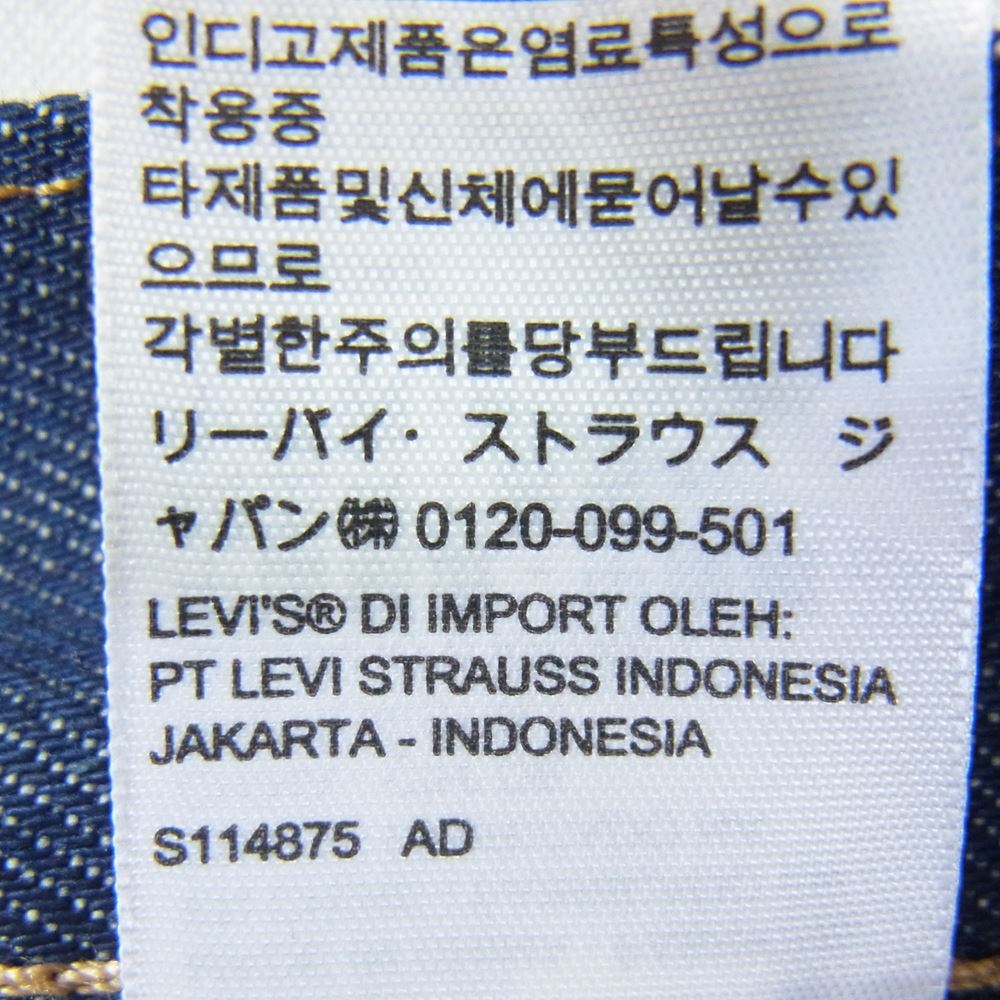 인디고제품은염료특성으로
착용중
타제품및신체에묻어날수있
으므로
각별한주의를당부드립니다
リーバイ・ストラウス　ジ
ャパン㈱ 0120-099-501
LEVI'S® DI IMPORT OLEH:
PT LEVI STRAUSS INDONESIA
JAKARTA - INDONESIA
S114875 AD